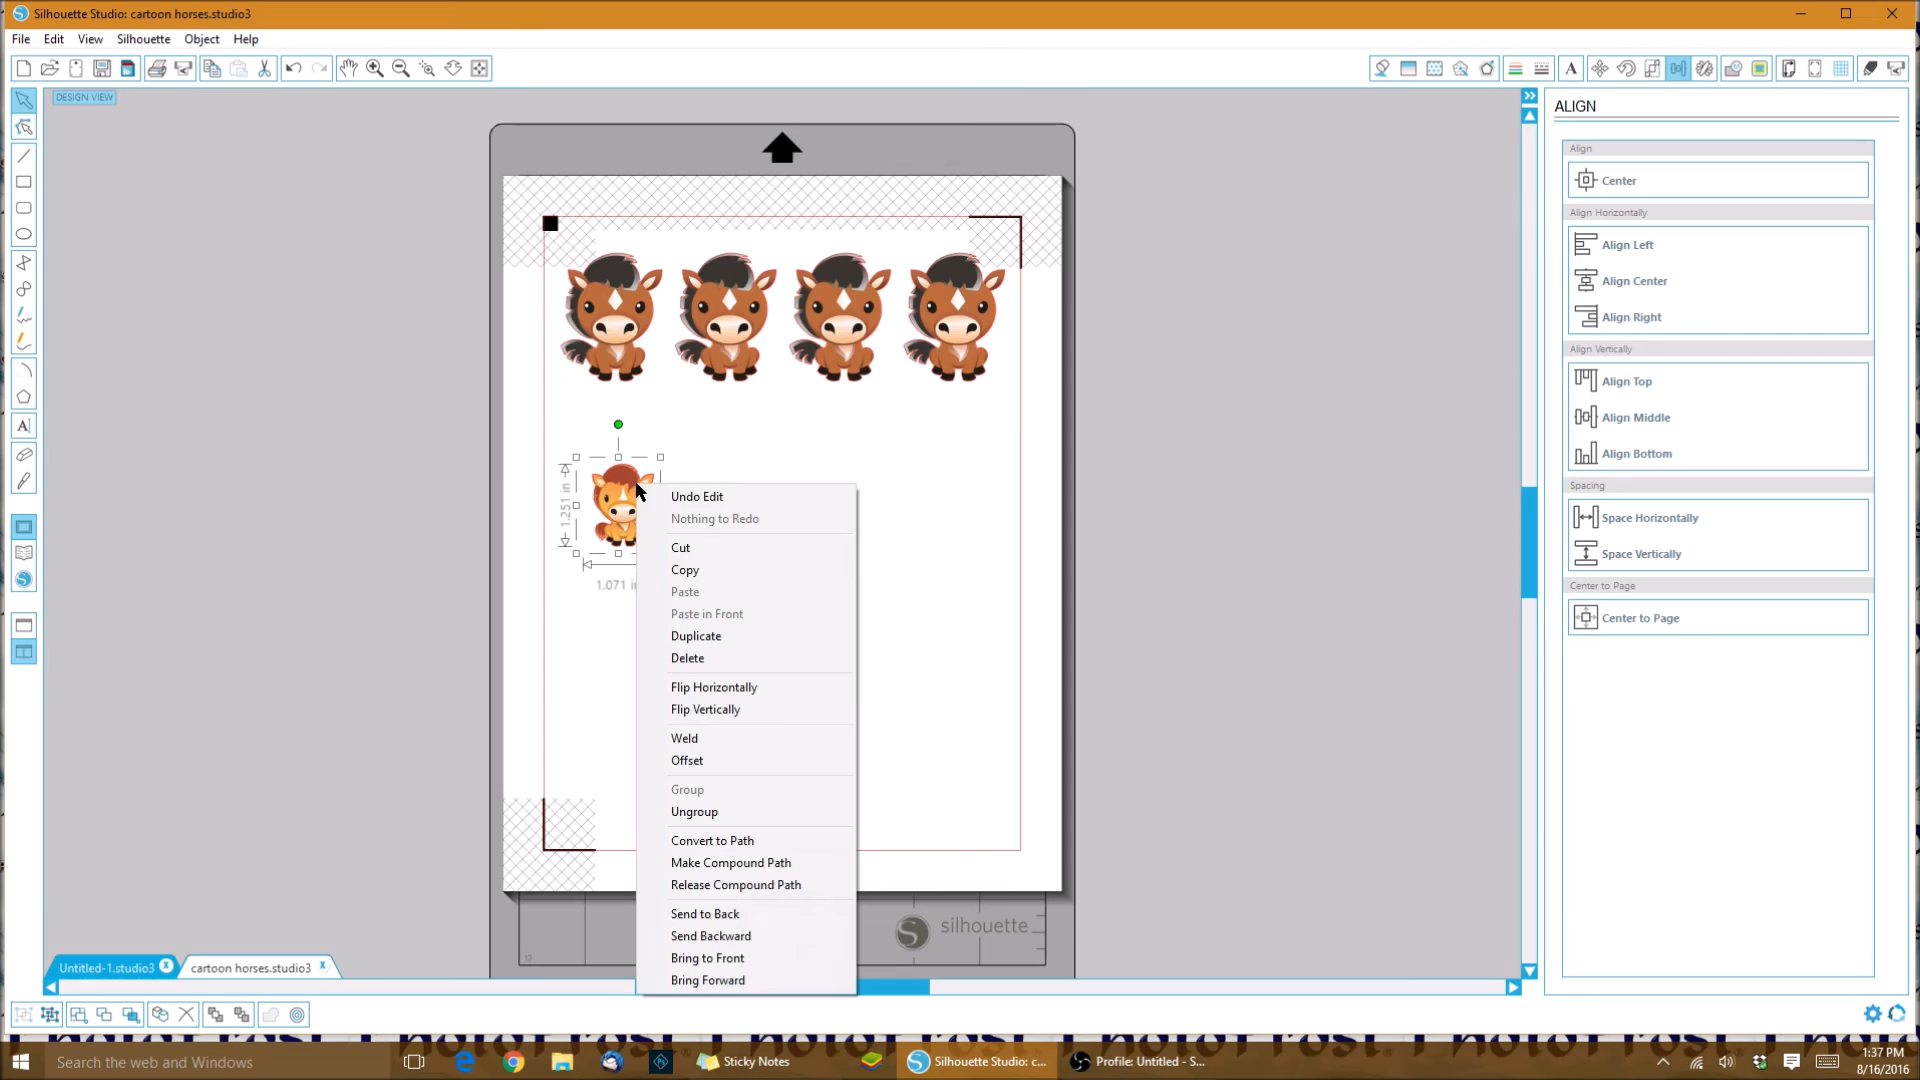 Silhouette Studio: cartoon horses.studio3
File Edit View Silhouette Object Help
DESIGN VIEW
ALIGN
Align
Center
Align Horizontally
Align Left
Align Center
Align Right
Align Vertically
Align Top
Align Middle
Align Bottom
Spacing
Space Horizontally
Space Vertically
Center to Page
Center to Page
1.251 in
1.071 i
Undo Edit
Nothing to Redo
Cut
Copy
Paste
Paste in Front
Duplicate
Delete
Flip Horizontally
Flip Vertically
Weld
Offset
Group
Ungroup
Convert to Path
Make Compound Path
Release Compound Path
Send to Back
Send Backward
Bring to Front
Bring Forward
silhouette
Untitled-1.studio3 cartoon horses.studio3
Search the web and Windows
Sticky Notes
Silhouette Studio: c...
Profile: Untitled - S...
1:37 PM
8/16/2016